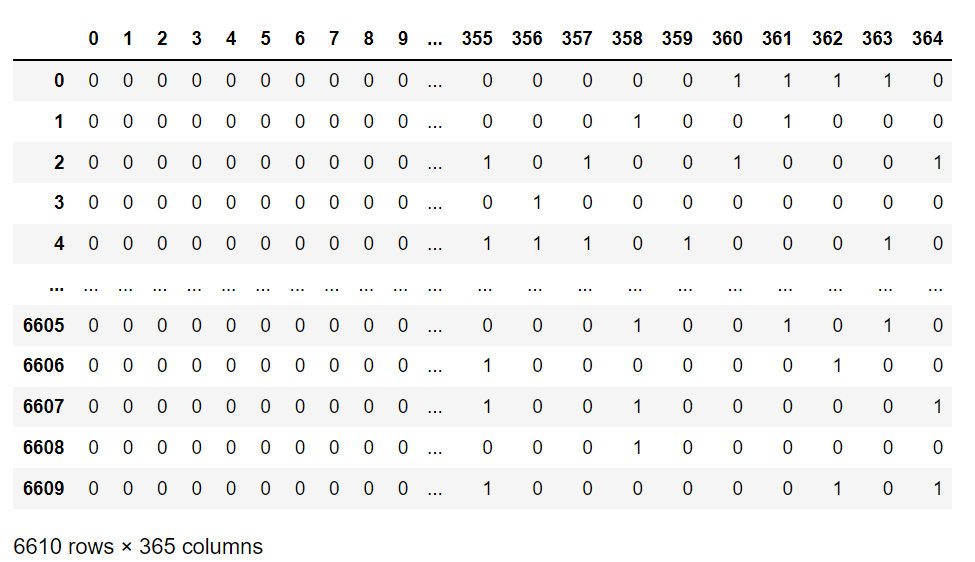 0 1 2 3 4 5 6 7 8 9 ... 355 356 357 358 359 360 361 362 363 364
0 0 0 0 0 0 0 0 0 0 0 ... 0 0 0 0 0 1 1 1 1 0
1 0 0 0 0 0 0 0 0 0 0 ... 0 0 0 1 0 0 1 0 0 0
2 0 0 0 0 0 0 0 0 0 0 ... 1 0 1 0 0 1 0 0 0 1
3 0 0 0 0 0 0 0 0 0 0 ... 0 1 0 0 0 0 0 0 0 0
4 0 0 0 0 0 0 0 0 0 0 ... 1 1 1 0 1 0 0 0 1 0
... ... ... ... ... ... ... ... ... ... ... ... ... ... ... ... ... ... ... ... ... ...
6605 0 0 0 0 0 0 0 0 0 0 ... 0 0 0 1 0 0 1 0 1 0
6606 0 0 0 0 0 0 0 0 0 0 ... 1 0 0 0 0 0 0 1 0 0
6607 0 0 0 0 0 0 0 0 0 0 ... 1 0 0 1 0 0 0 0 0 1
6608 0 0 0 0 0 0 0 0 0 0 ... 0 0 0 1 0 0 0 0 0 0
6609 0 0 0 0 0 0 0 0 0 0 ... 1 0 0 0 0 0 0 1 0 1
6610 rows × 365 columns